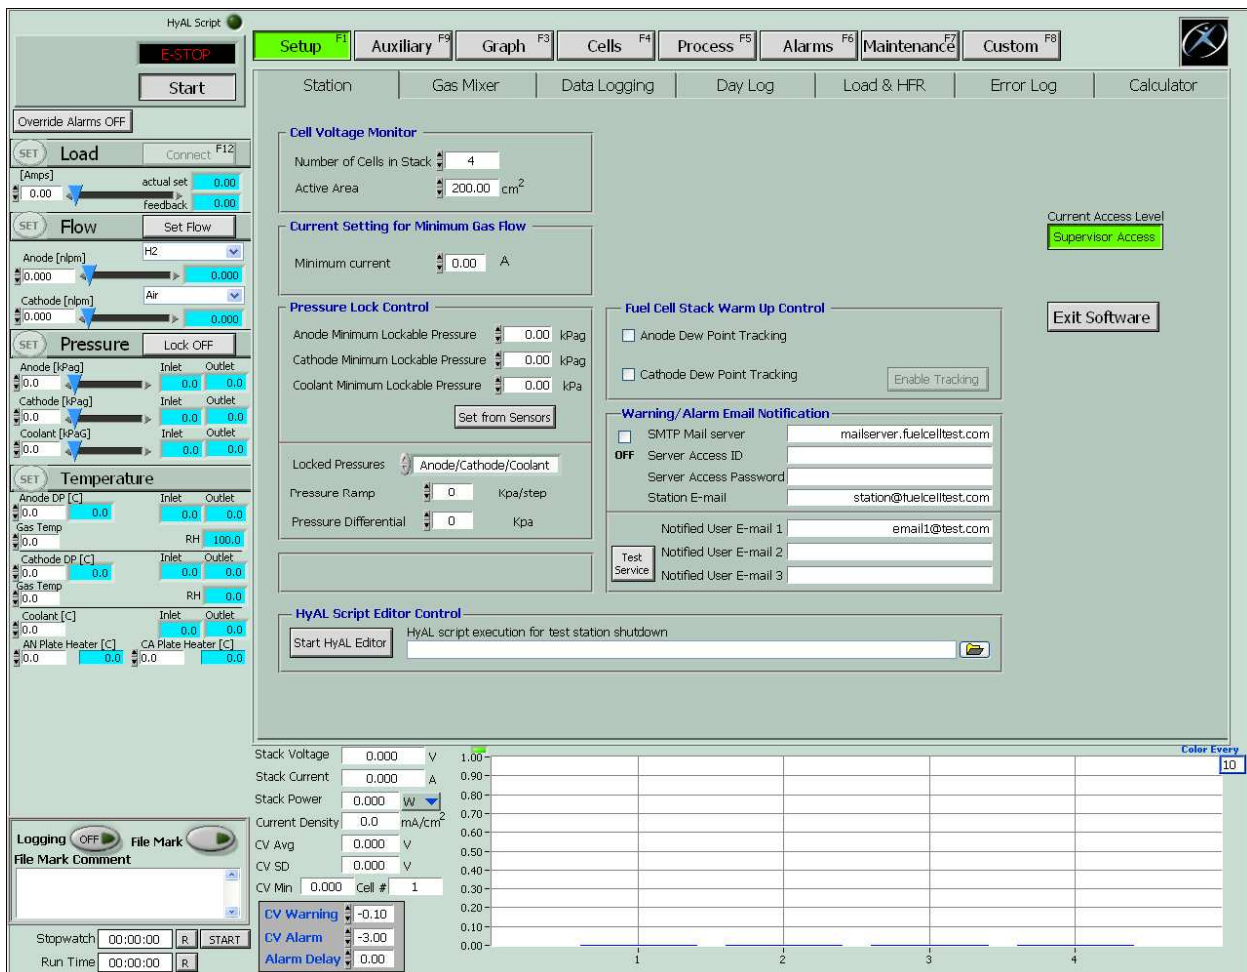 HyAL Script
E-STOP
Start
Override Alarms OFF
SET Load Connect F12
[Amps] actual set 0.00
0.00 feedback 0.00
SET Flow Set Flow
H2
Anode [nlpm]
0.000 0.000
Air
Cathode [nlpm]
0.000 0.000
SET Pressure Lock OFF
Anode [kPag] Inlet Outlet
0.0 0.0 0.0
Cathode [kPag] Inlet Outlet
0.0 0.0 0.0
Coolant [kPaG] Inlet Outlet
0.0 0.0 0.0
SET Temperature
Anode DP [C] Inlet Outlet
0.0 0.0 0.0 0.0
Gas Temp
0.0 RH 100.0
Cathode DP [C] Inlet Outlet
0.0 0.0 0.0 0.0
Gas Temp
0.0 RH 0.0
Coolant [C] Inlet Outlet
0.0 0.0 0.0
AN Plate Heater [C] CA Plate Heater [C]
0.0 0.0 0.0 0.0
Logging OFF File Mark
File Mark Comment
Stopwatch 00:00:00 R START
Run Time 00:00:00 R
Setup F1 Auxiliary F9 Graph F3 Cells F4 Process F5 Alarms F6 Maintenance F7 Custom F8
Station Gas Mixer Data Logging Day Log Load & HFR Error Log Calculator
Cell Voltage Monitor
Number of Cells in Stack 4
Active Area 200.00 cm2
Current Setting for Minimum Gas Flow
Minimum current 0.00 A
Pressure Lock Control
Anode Minimum Lockable Pressure 0.00 kPag
Cathode Minimum Lockable Pressure 0.00 kPag
Coolant Minimum Lockable Pressure 0.00 kPa
Set from Sensors
Locked Pressures Anode/Cathode/Coolant
Pressure Ramp 0 Kpa/step
Pressure Differential 0 Kpa
Fuel Cell Stack Warm Up Control
Anode Dew Point Tracking
Cathode Dew Point Tracking Enable Tracking
Warning/Alarm Email Notification
SMTP Mail server mailserver.fuelcelltest.com
OFF Server Access ID
Server Access Password
Station E-mail station@fuelcelltest.com
Notified User E-mail 1 email1@test.com
Test Service
Notified User E-mail 2
Notified User E-mail 3
Current Access Level
Supervisor Access
Exit Software
HyAL Script Editor Control
Start HyAL Editor
HyAL script execution for test station shutdown
Stack Voltage 0.000 V
Stack Current 0.000 A
Stack Power 0.000 W
Current Density 0.0 mA/cm2
CV Avg 0.000 V
CV SD 0.000 V
CV Min 0.000 Cell # 1
CV Warning -0.10
CV Alarm -3.00
Alarm Delay 0.00
Color Every
10
1.00
0.90
0.80
0.70
0.60
0.50
0.40
0.30
0.20
0.10
0.00
1 2 3 4